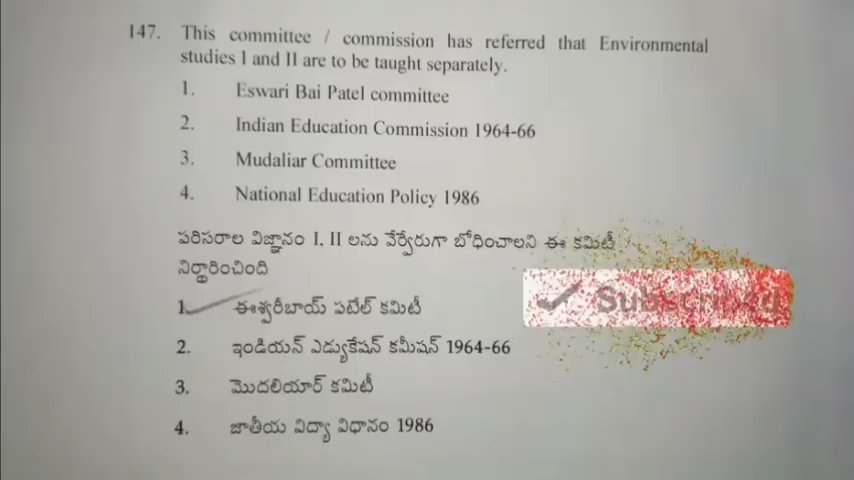 147. This committee / commission has referred that Environmental
studies I and II are to be taught separately.
1. Eswari Bai Patel committee
2. Indian Education Commission 1964-66
3. Mudaliar Committee
4. National Education Policy 1986
పరిసరాల విజ్ఞానం I, II లను వేర్వేరుగా బోధించాలని ఈ కమిటీ
నిర్ధారించింది
1. ఈశ్వరీబాయ్ పటేల్ కమిటీ
2. ఇండియన్ ఎడ్యుకేషన్ కమీషన్ 1964-66
3. మొదలియార్ కమిటీ
4. జాతీయ విద్యా విధానం 1986
Subscribed